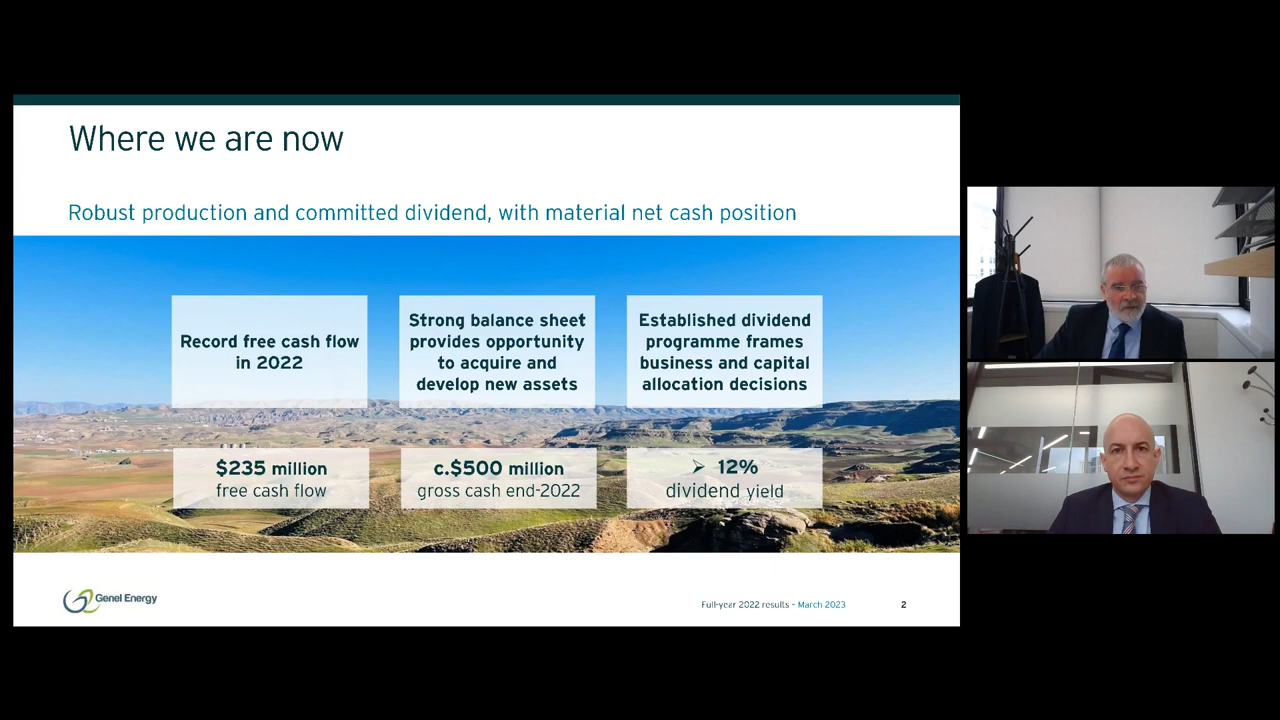 Where we are now
Robust production and committed dividend, with material net cash position
Record free cash flow
in 2022
Strong balance sheet
provides opportunity
to acquire and
develop new assets
Established dividend
programme frames
business and capital
allocation decisions
$235 million
free cash flow
c.$500 million
gross cash end-2022
➢ 12%
dividend yield
Genel Energy
Full-year 2022 results – March 2023
2